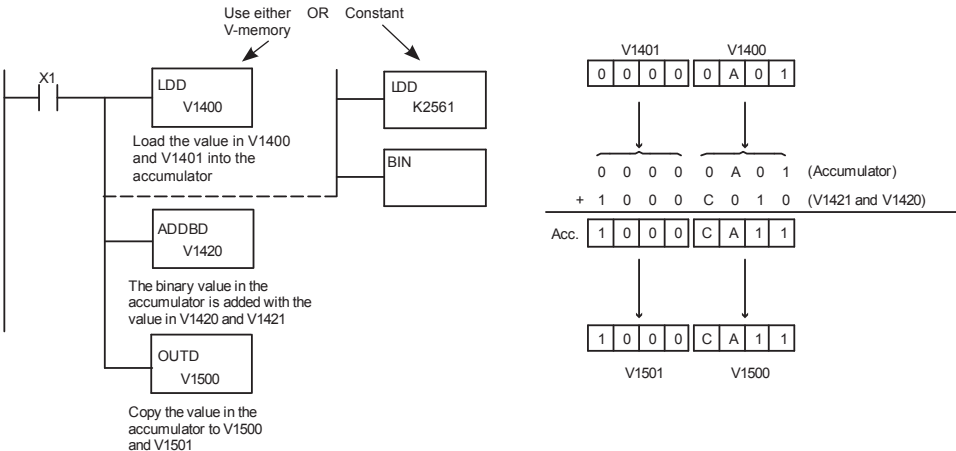 Use either OR Constant
V-memory
X1
LDD
V1400
LDD
K2561
Load the value in V1400
and V1401 into the
accumulator
BIN
ADDBD
V1420
The binary value in the
accumulator is added with the
value in V1420 and V1421
OUTD
V1500
Copy the value in the
accumulator to V1500
and V1501
V1401 V1400
0 0 0 0 0 A 0 1
0 0 0 0 0 A 0 1 (Accumulator)
+ 1 0 0 0 C 0 1 0 (V1421 and V1420)
Acc. 1 0 0 0 C A 1 1
1 0 0 0 C A 1 1
V1501 V1500